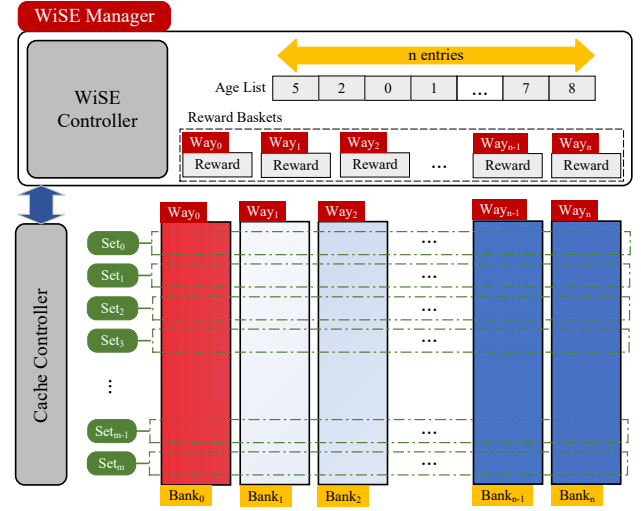 WiSE Manager
WiSE
Controller
n entries
Age List 5 2 0 1 ... 7 8
Reward Baskets
Way0 Way1 Way2 Wayn-1 Wayn
Reward Reward Reward ... Reward Reward
Way0 Way1 Way2 Wayn-1 Wayn
Cache Controller
Set0 ...
Set1 ...
Set2 ...
Set3 ...
...
Setm-1 ...
Setm ...
Bank0 Bank1 Bank2 Bankn-1 Bankn